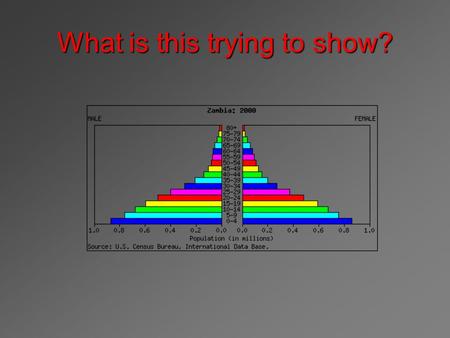 What is this trying to show?
Zambia: 2000
MALE FEMALE
80+
75-79
70-74
65-69
60-64
55-59
50-54
45-49
40-44
35-39
30-34
25-29
20-24
15-19
10-14
5-9
0-4
1.0 0.8 0.6 0.4 0.2 0.0 0.0 0.2 0.4 0.6 0.8 1.0
Population (in millions)
Source: U.S. Census Bureau, International Data Base.